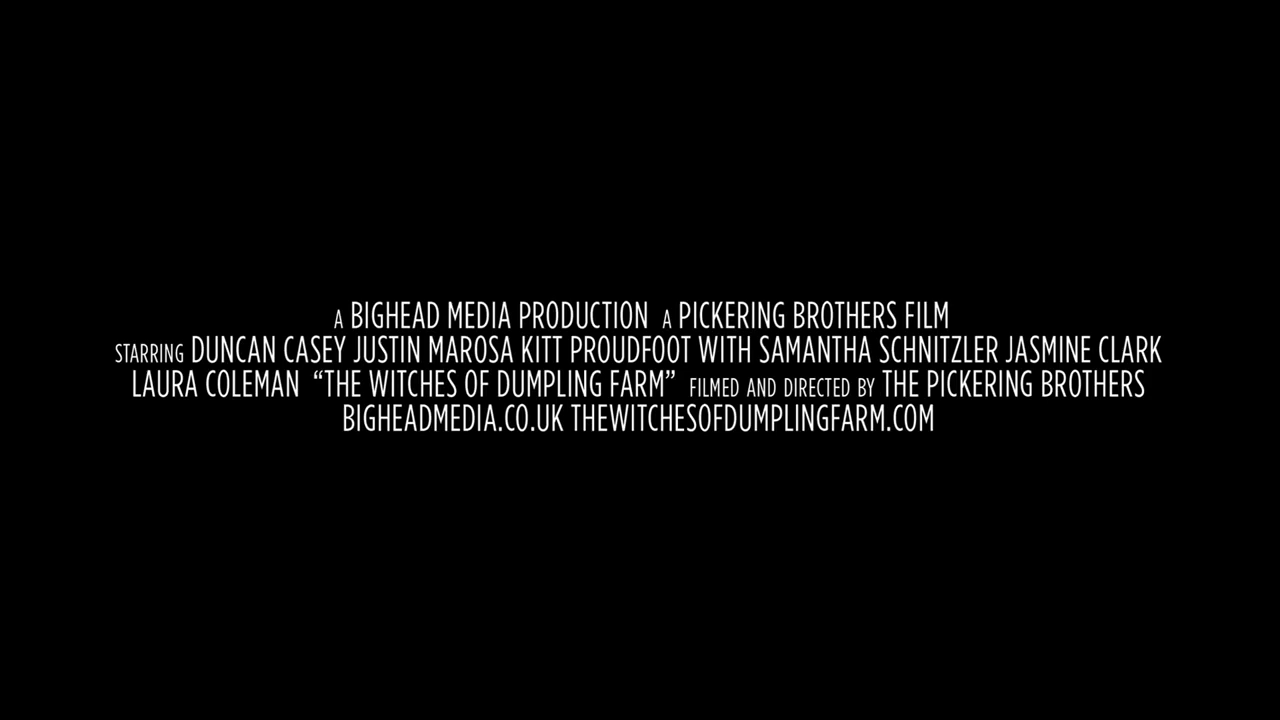 A BIGHEAD MEDIA PRODUCTION A PICKERING BROTHERS FILM
STARRING DUNCAN CASEY JUSTIN MAROSA KITT PROUDFOOT WITH SAMANTHA SCHNITZLER JASMINE CLARK
LAURA COLEMAN “THE WITCHES OF DUMPLING FARM” FILMED AND DIRECTED BY THE PICKERING BROTHERS
BIGHEADMEDIA.CO.UK THEWITCHESOFDUMPLINGFARM.COM